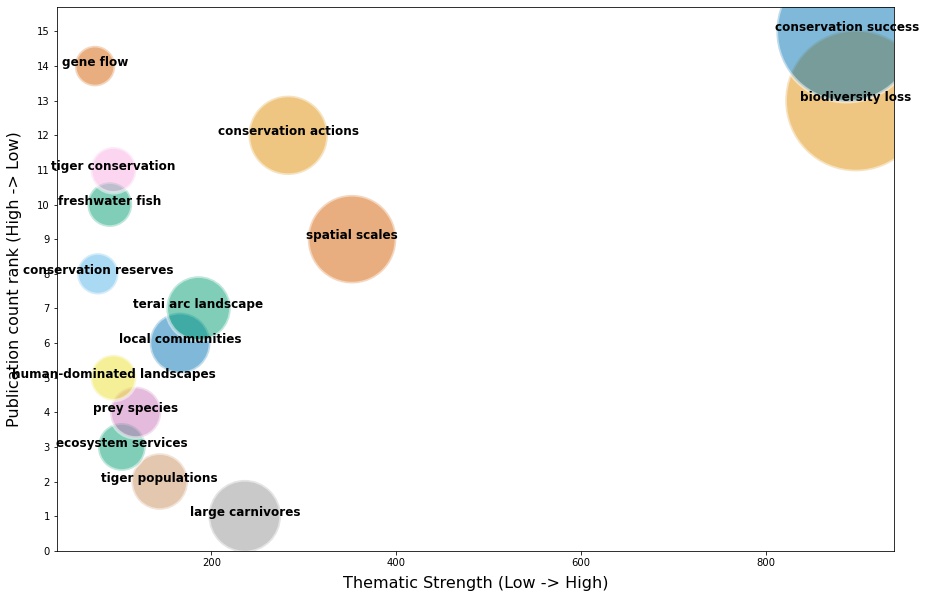 15
conservation success
14
gene flow
13
biodiversity loss
12
conservation actions
11
tiger conservation
10
freshwater fish
9
spatial scales
8
conservation reserves
7
terai arc landscape
6
local communities
5
human-dominated landscapes
4
prey species
3
ecosystem services
2
tiger populations
1
large carnivores
0
Publication count rank (High -> Low)
200 400 600 800
Thematic Strength (Low -> High)